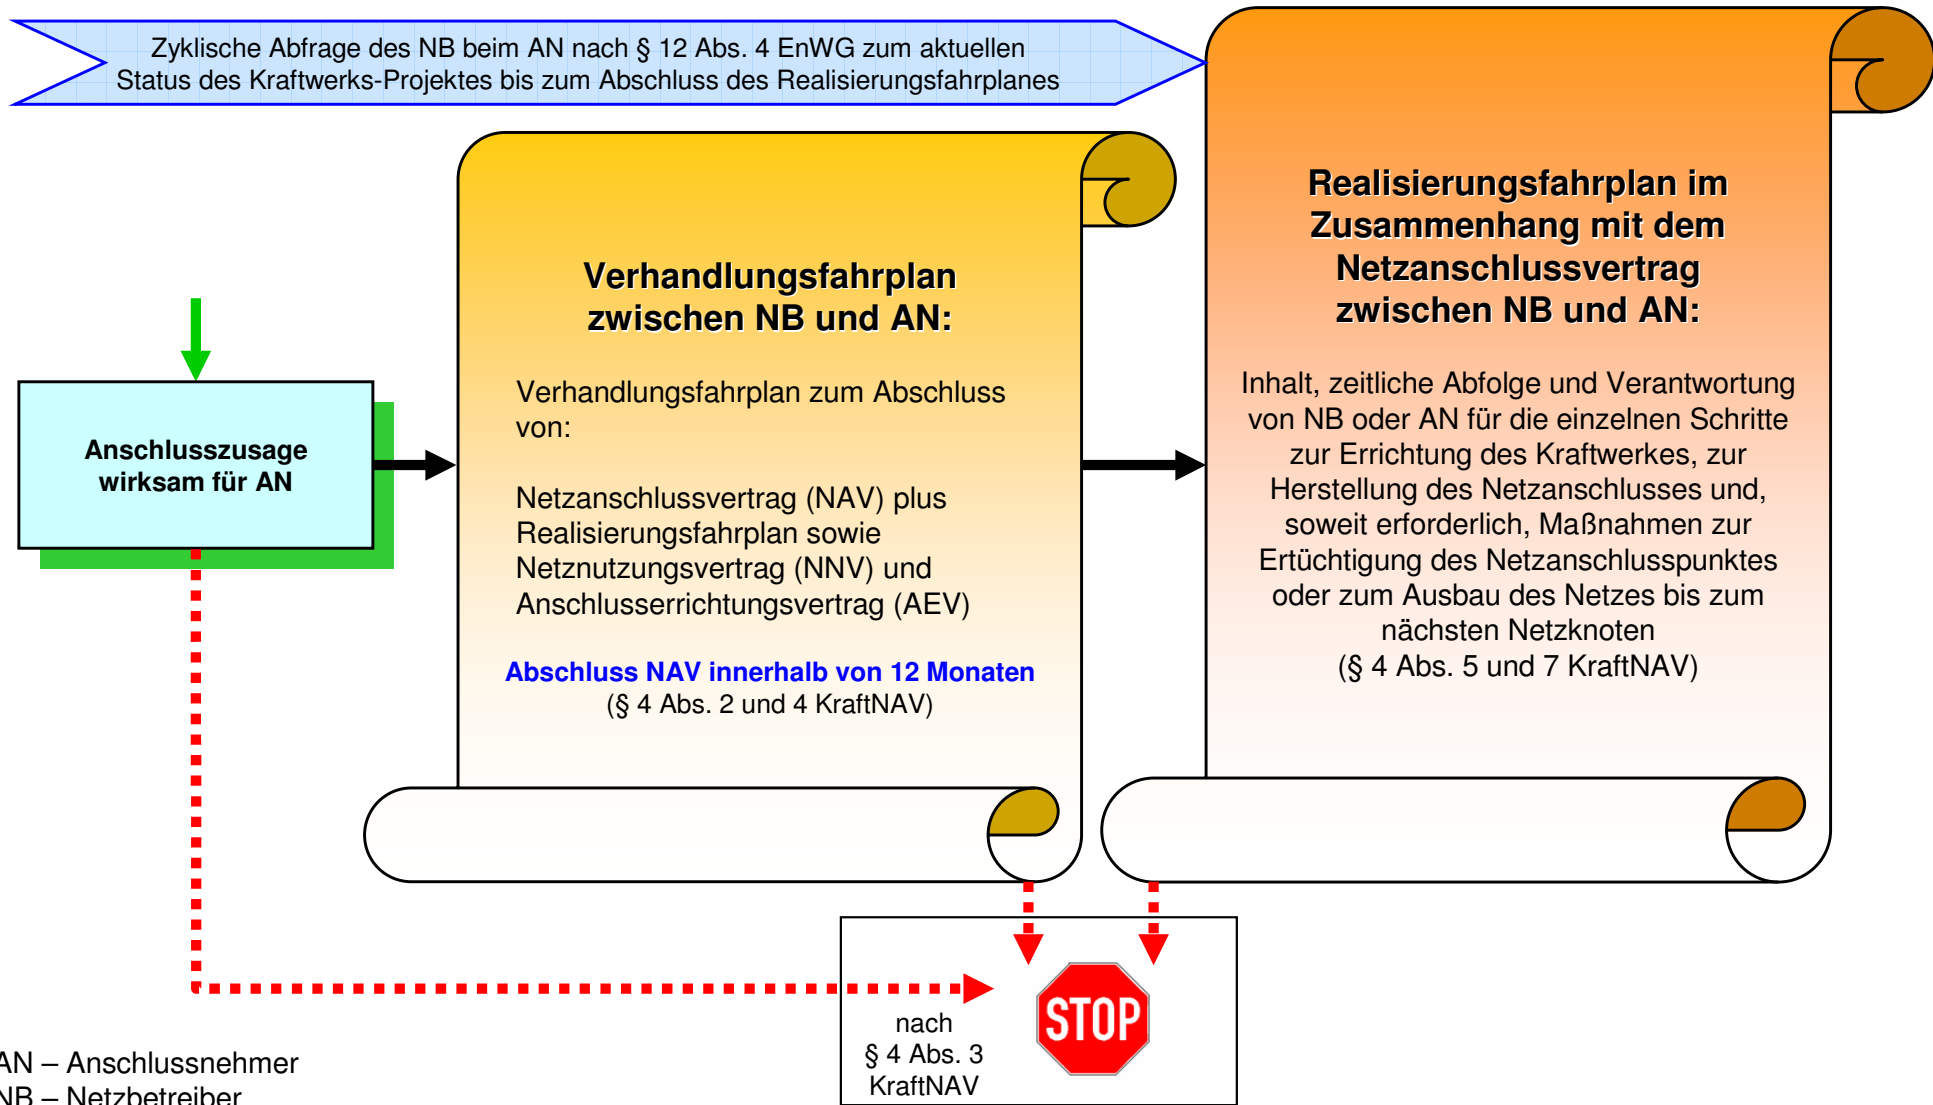 Zyklische Abfrage des NB beim AN nach § 12 Abs. 4 EnWG zum aktuellen
Status des Kraftwerks-Projektes bis zum Abschluss des Realisierungsfahrplanes
Anschlusszusage
wirksam für AN
Verhandlungsfahrplan
zwischen NB und AN:
Verhandlungsfahrplan zum Abschluss
von:
Netzanschlussvertrag (NAV) plus
Realisierungsfahrplan sowie
Netznutzungsvertrag (NNV) und
Anschlusserrichtungsvertrag (AEV)
Abschluss NAV innerhalb von 12 Monaten
(§ 4 Abs. 2 und 4 KraftNAV)
Realisierungsfahrplan im
Zusammenhang mit dem
Netzanschlussvertrag
zwischen NB und AN:
Inhalt, zeitliche Abfolge und Verantwortung
von NB oder AN für die einzelnen Schritte
zur Errichtung des Kraftwerkes, zur
Herstellung des Netzanschlusses und,
soweit erforderlich, Maßnahmen zur
Ertüchtigung des Netzanschlusspunktes
oder zum Ausbau des Netzes bis zum
nächsten Netzknoten
(§ 4 Abs. 5 und 7 KraftNAV)
nach
§ 4 Abs. 3
KraftNAV
STOP
AN – Anschlussnehmer
NB – Netzbetreiber